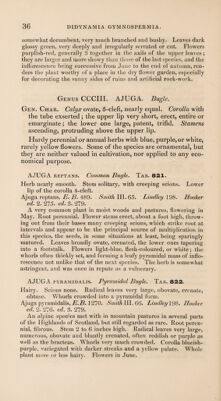 36 DIDYNAMIA GYMNOSPERMIA.
somewhat decumbent, very much branched and bushy. Leaves dark
glossy green, very deeply and irregularly serrated or cut. Flowers
purplish-red, generally 2 together in the axils of the upper leaves;
they are larger and more showy than those of the last species, and the
inflorescence being successive from June to the end of autumn, ren-
ders the plant worthy of a place in the dry flower garden, especially
for decorating the sunny sides of ruins and artificial rock-work.
Genus CCCIII. AJUGA. Bugle.
Gen. Char. Calyx ovate, 5-cleft, nearly equal. Corolla with
the tube exserted; the upper lip very short, erect, entire or
emarginate; the lower one large, patent, trifid. Stamens
ascending, protruding above the upper lip.
Hardy perennial or annual herbs with blue, purple, or white,
rarely yellow flowers. Some of the species are ornamental, but
they are neither valued in cultivation, nor applied to any eco-
nomical purpose.
AJUGA reptans. Common Bugle. Tab. 821.
Herb nearly smooth. Stem solitary, with creeping scions. Lower
lip of the corolla 4-cleft.
Ajuga reptans, E. B. 489. Smith III. 65. Lindley 198. Hooker
ed. 2. 275. ed. 3. 279.
A very common plant in moist woods and pastures, flowering in
May. Root perennial. Flower stems erect, about a foot high, throw-
ing out from their bases many creeping scions, which strike root at
intervals and appear to be the principal source of multiplication in
this species, the seeds, in some situations at least, being sparingly
matured. Leaves broadly ovate, crenated, the lower ones tapering
into a footstalk. Flowers light-blue, flesh-coloured, or white; the
whorls often thickly set, and forming a leafy pyramidal mass of inflo-
rescence not unlike that of the next species. The herb is somewhat
astringent, and was once in repute as a vulnerary.
AJUGA pyramidalis. Pyramidal Bugle. Tab. 822.
Hairy. Scions none. Radical leaves very large, obovate, crenate,
obtuse. Whorls crowded into a pyramidal form.
Ajuga pyramidalis, E. B. 1270. Smith III. 66. Lindley 198. Hooker
ed. 2. 276. ed. 3. 279.
An alpine species met with in mountain pastures in several parts
of the Highlands of Scotland, but still regarded as rare. Root peren-
nial, fibrous. Stem 2 to 6 inches high. Radical leaves very large,
numerous, obovate and bluntly crenated, often reddish or purple as
well as the bracteas. Whorls very much crowded. Corolla blueish-
purple, variegated with darker streaks and a yellow palate. Whole
plant more or less hairy. Flowers in June.